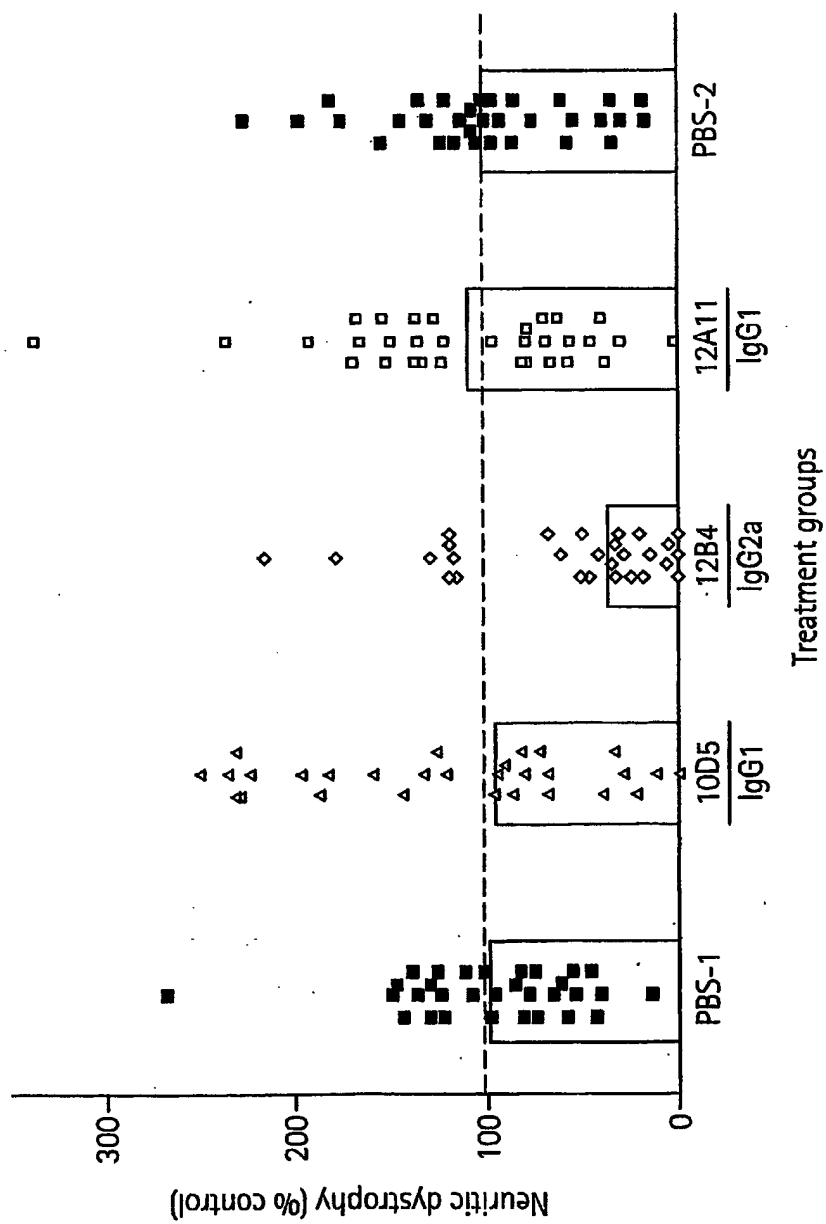 Neuritic dystrophy (% control)
300
200
100
0
PBS-1
10D5
IgG1
12B4
IgG2a
12A11
IgG1
PBS-2
Treatment groups